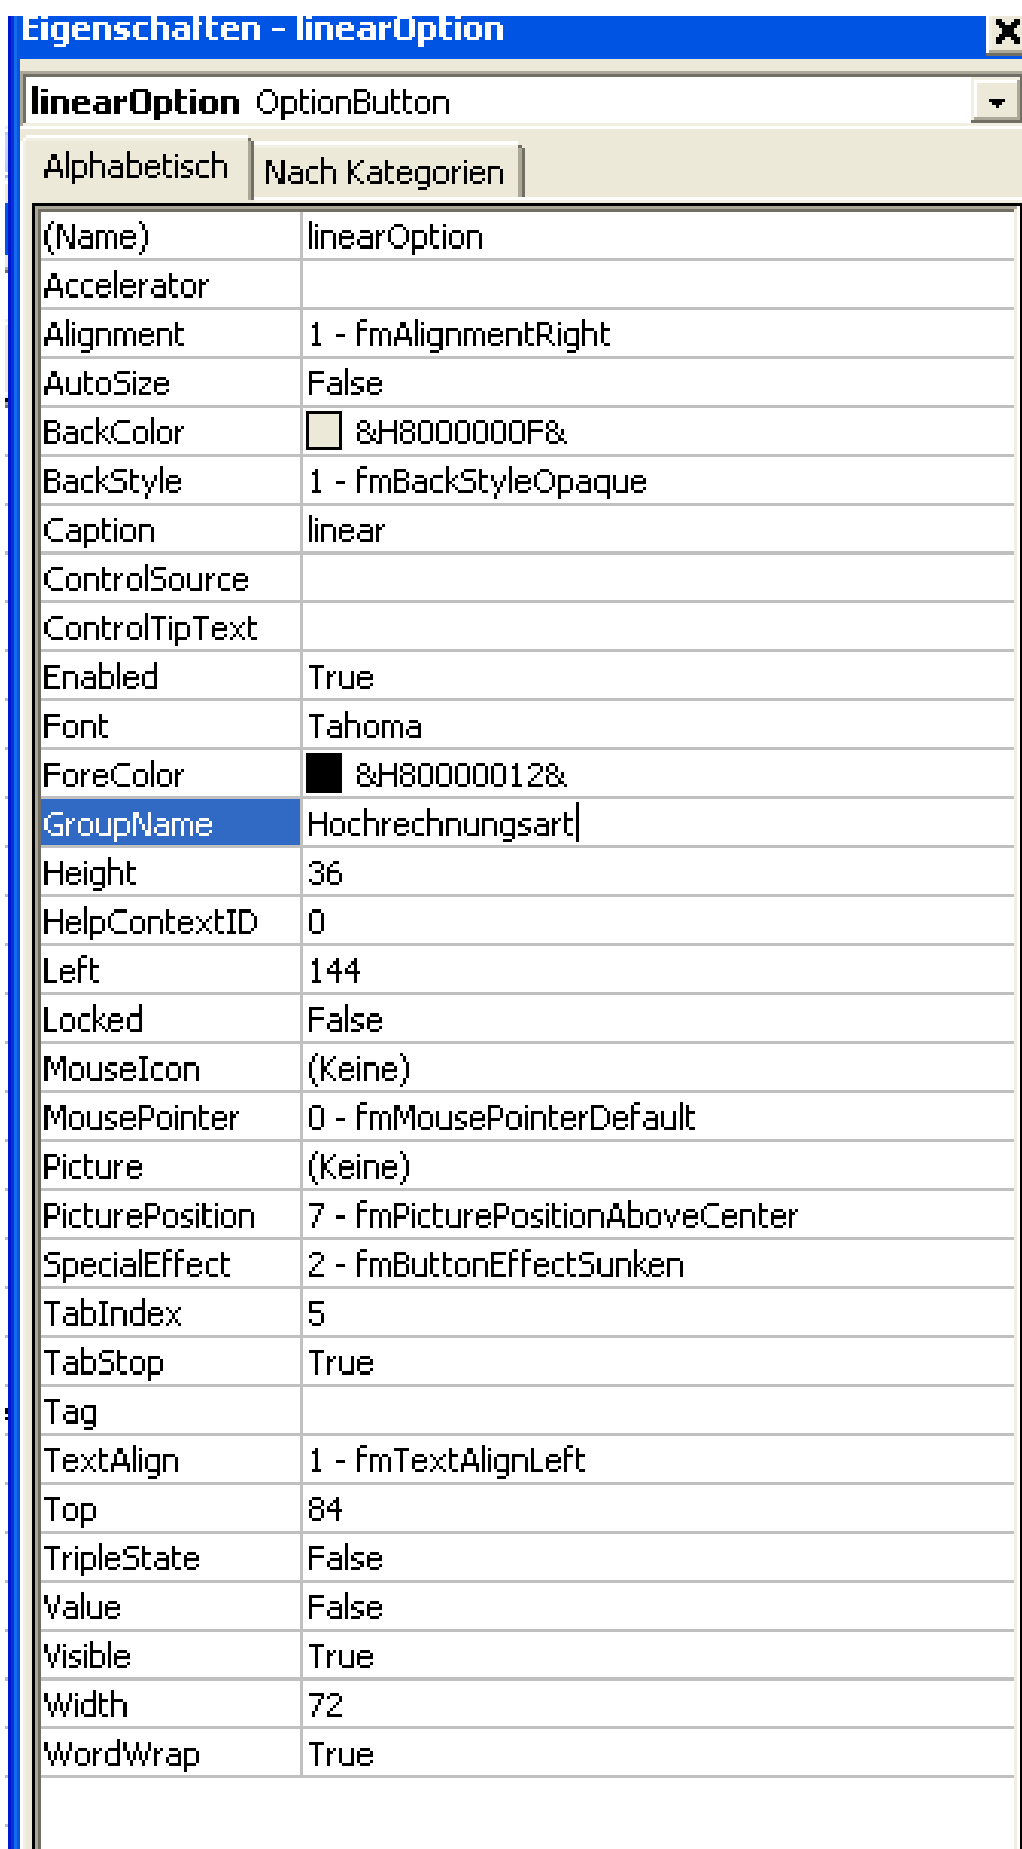 Eigenschaften - linearOption
linearOption OptionButton
Alphabetisch Nach Kategorien
(Name) linearOption
Accelerator
Alignment 1 - fmAlignmentRight
AutoSize False
BackColor &H8000000F&
BackStyle 1 - fmBackStyleOpaque
Caption linear
ControlSource
ControlTipText
Enabled True
Font Tahoma
ForeColor &H80000012&
GroupName Hochrechnungsart
Height 36
HelpContextID 0
Left 144
Locked False
MouseIcon (Keine)
MousePointer 0 - fmMousePointerDefault
Picture (Keine)
PicturePosition 7 - fmPicturePositionAboveCenter
SpecialEffect 2 - fmButtonEffectSunken
TabIndex 5
TabStop True
Tag
TextAlign 1 - fmTextAlignLeft
Top 84
TripleState False
Value False
Visible True
Width 72
WordWrap True